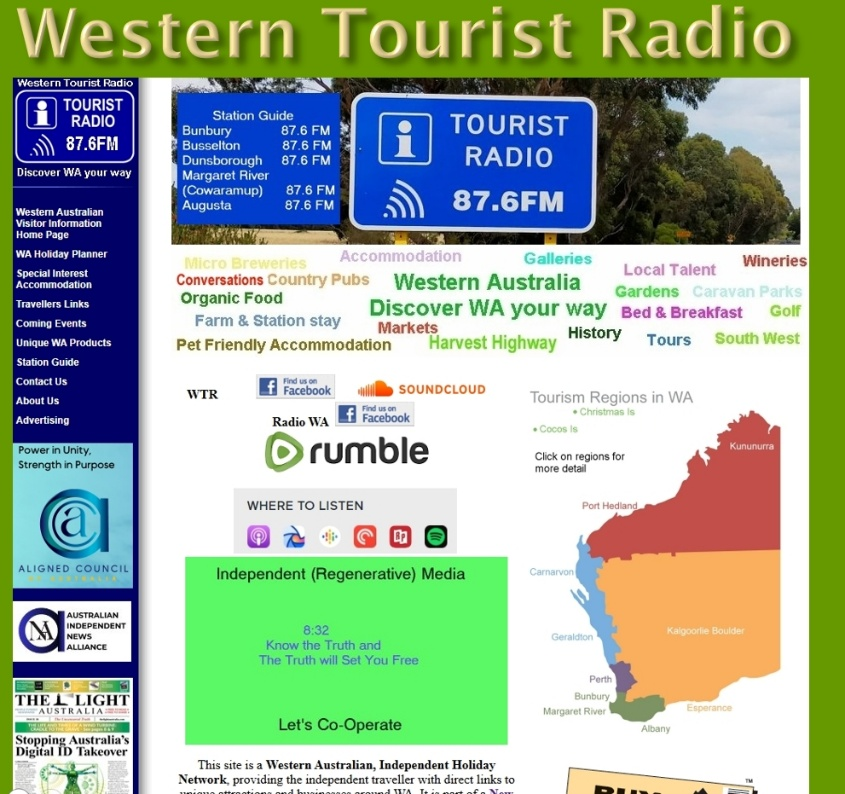 Western Tourist Radio
Western Tourist Radio
TOURIST
RADIO
87.6FM
Discover WA your way
Western Australian
Visitor Information
Home Page
WA Holiday Planner
Special Interest
Accommodation
Travellers Links
Coming Events
Unique WA Products
Station Guide
Contact Us
About Us
Advertising
Power in Unity,
Strength in Purpose
ALIGNED COUNCIL
OF AUSTRALIA
AUSTRALIAN
INDEPENDENT
NEWS
ALLIANCE
THE LIGHT
AUSTRALIA
Stopping Australia's
Digital ID Takeover
Station Guide
Bunbury 87.6 FM
Busselton 87.6 FM
Dunsborough 87.6 FM
Margaret River
(Cowaramup) 87.6 FM
Augusta 87.6 FM
TOURIST
RADIO
87.6FM
Micro Breweries
Accommodation
Galleries
Local Talent
Wineries
Conversations
Country Pubs
Western Australia
Gardens
Caravan Parks
Organic Food
Discover WA your way
Bed & Breakfast
Golf
Farm & Station stay
Markets
History
Tours
South West
Pet Friendly Accommodation
Harvest Highway
WTR
Find us on
Facebook
SOUNDCLOUD
Radio WA
Find us on
Facebook
rumble
WHERE TO LISTEN
Independent (Regenerative) Media
8:32
Know the Truth and
The Truth will Set You Free
Let's Co-Operate
This site is a Western Australian, Independent Holiday
Network, providing the independent traveller with direct links to
unique attractions and businesses around WA. It is part of a New
Tourism Regions in WA
Christmas Is
Cocos Is
Click on regions for
more detail
Kununurra
Port Hedland
Carnarvon
Geraldton
Kalgoorlie Boulder
Perth
Bunbury
Margaret River
Esperance
Albany
TM